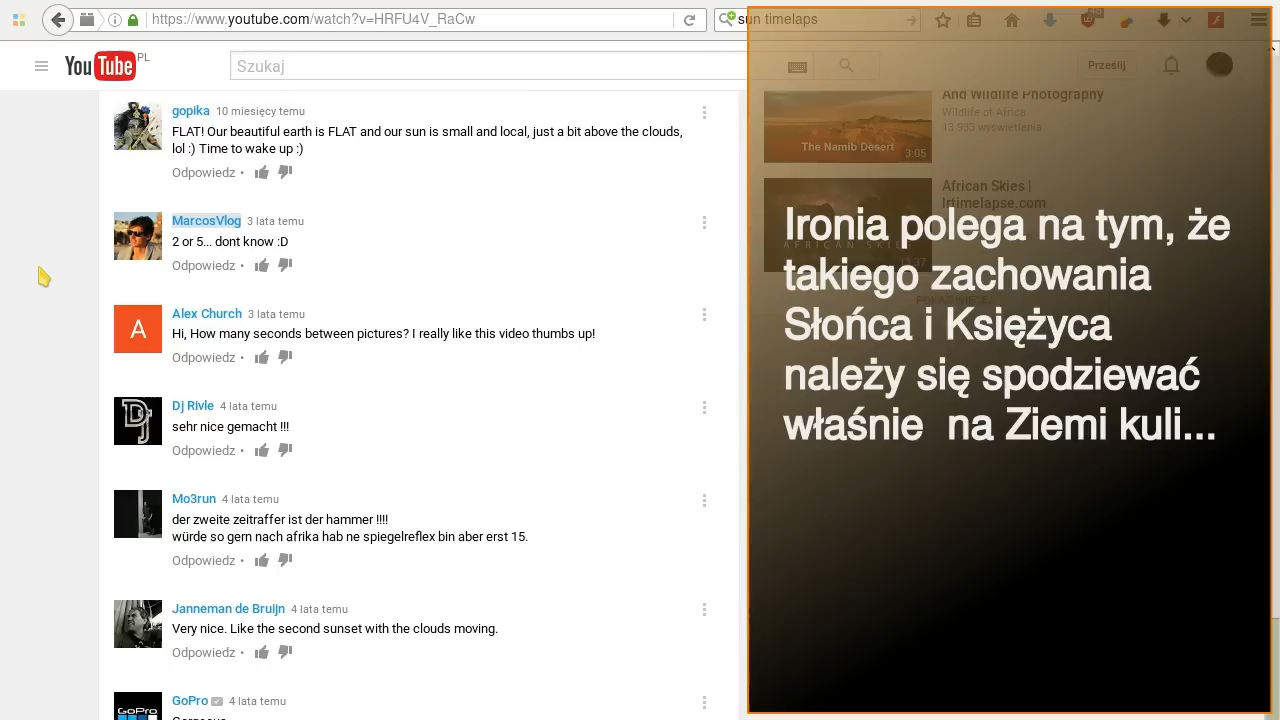 https://www.youtube.com/watch?v=HRFU4V_RaCw
sun timelaps
YouTube PL
Szukaj
Prześlij
gopika 10 miesięcy temu
FLAT! Our beautiful earth is FLAT and our sun is small and local, just a bit above the clouds,
lol :) Time to wake up :)
Odpowiedz •
MarcosVlog 3 lata temu
2 or 5... dont know :D
Odpowiedz •
Alex Church 3 lata temu
Hi, How many seconds between pictures? I really like this video thumbs up!
Odpowiedz •
Dj Rivle 4 lata temu
sehr nice gemacht !!!
Odpowiedz •
Mo3run 4 lata temu
der zweite zeitraffer ist der hammer !!!!
würde so gern nach afrika hab ne spiegelreflex bin aber erst 15.
Odpowiedz •
Janneman de Bruijn 4 lata temu
Very nice. Like the second sunset with the clouds moving.
Odpowiedz •
GoPro 4 lata temu
And Wildlife Photography
Wildlife of Africa
13 933 wyświetlenia
The Namib Desert
3:05
African Skies |
lrtimelapse.com
AFRICAN SKIES
Ironia polega na tym, że
takiego zachowania
Słońca i Księżyca
należy się spodziewać
właśnie na Ziemi kuli...